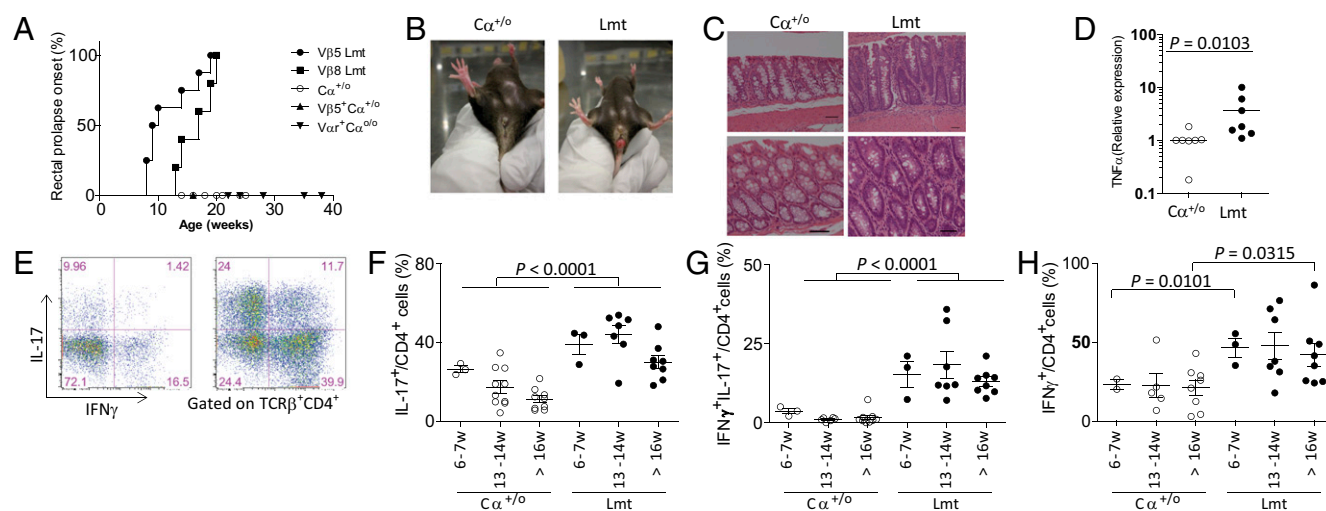 A
Rectal prolapse onset (%)
100
50
0
0 10 20 30 40
Age (weeks)
Vβ5 Lmt
Vβ8 Lmt
Cα+/o
Vβ5+Cα+/o
Vαr+Cαo/o
B
Cα+/o
Lmt
C
Cα+/o
Lmt
D
TNFα(Relative expression)
100
10
1
0.1
P = 0.0103
Cα+/o
Lmt
E
IL-17
9.96
1.42
72.1
16.5
24
11.7
24.4
39.9
IFNγ
Gated on TCRβ+CD4+
F
IL-17+/CD4+ cells (%)
80
40
0
P < 0.0001
6-7w
13-14w
> 16w
6-7w
13-14w
> 16w
Cα+/o
Lmt
G
IFNγ+IL-17+/CD4+cells (%)
50
25
0
P < 0.0001
6-7w
13-14w
> 16w
6-7w
13-14w
> 16w
Cα+/o
Lmt
H
IFNγ+/CD4+cells (%)
100
50
0
P = 0.0315
P = 0.0101
6-7w
13-14w
> 16w
6-7w
13-14w
> 16w
Cα+/o
Lmt